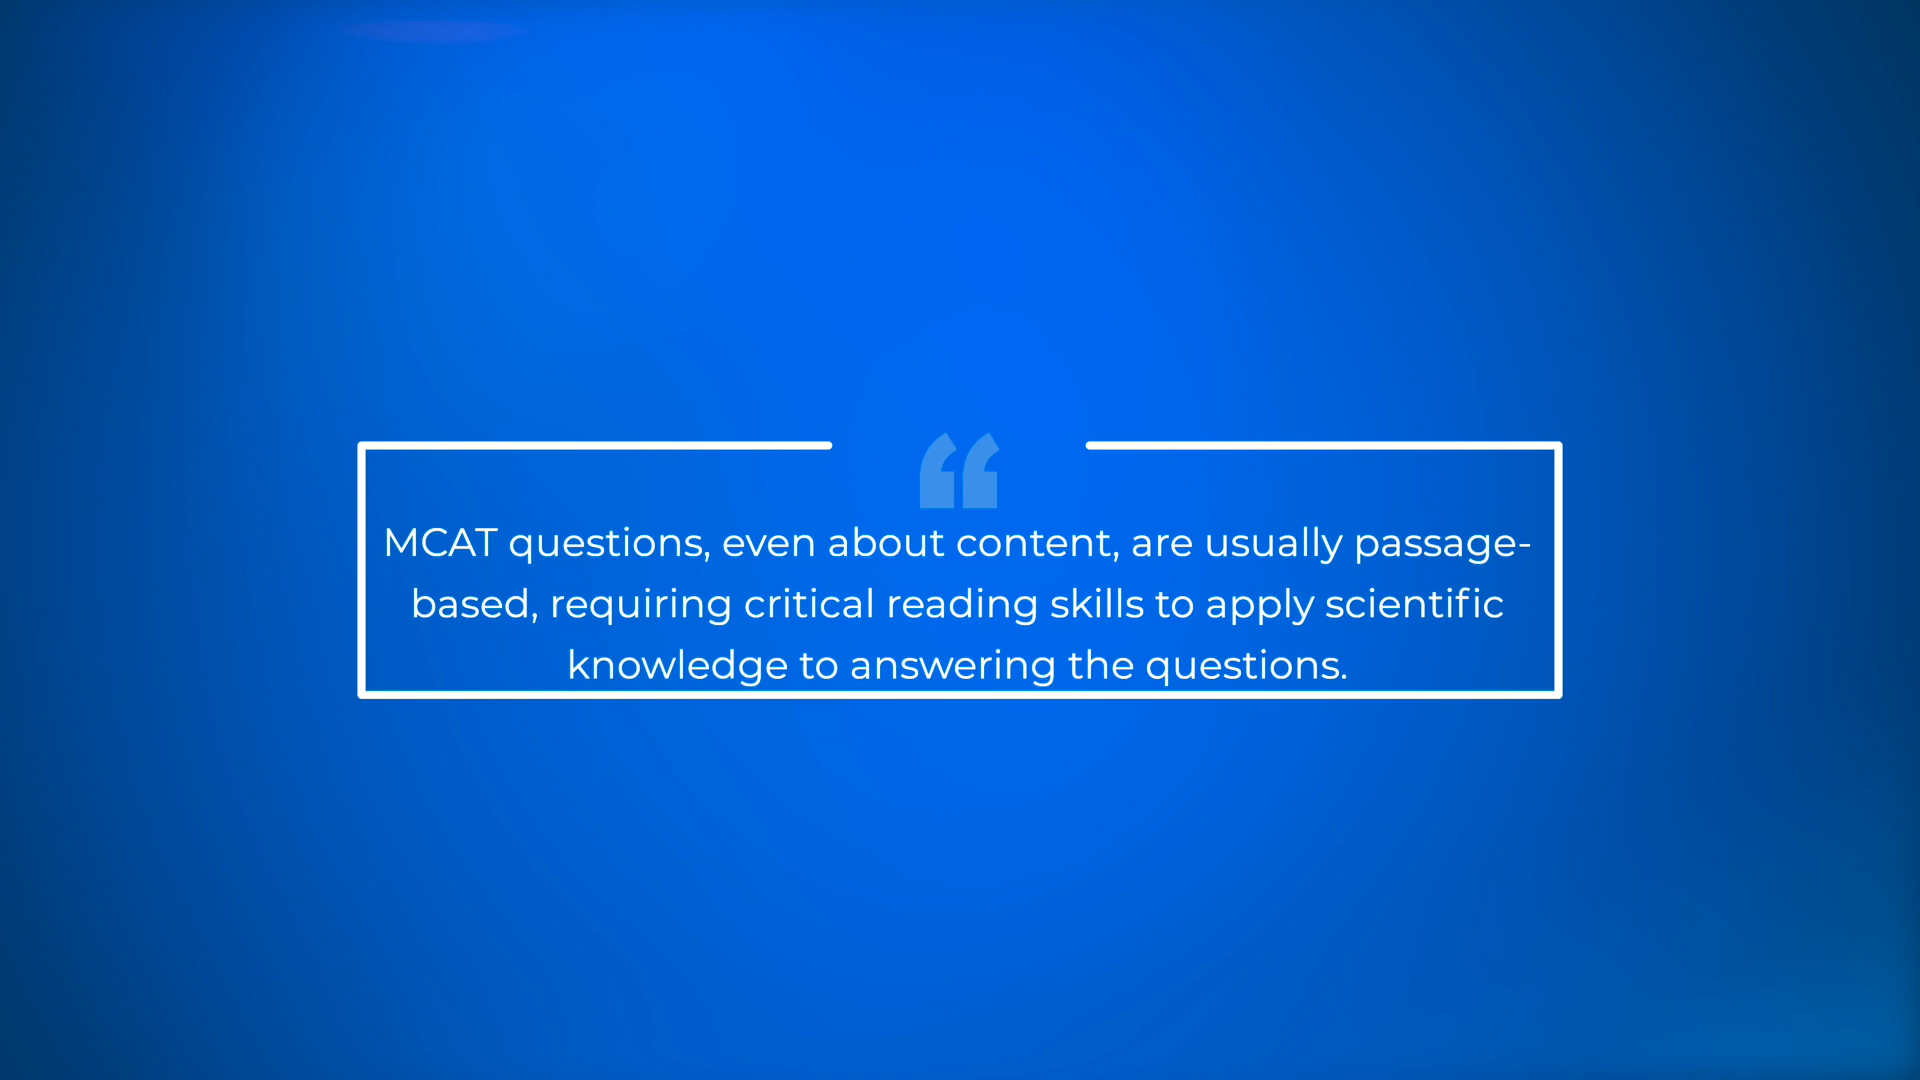 “
MCAT questions, even about content, are usually passage-
based, requiring critical reading skills to apply scientific
knowledge to answering the questions.